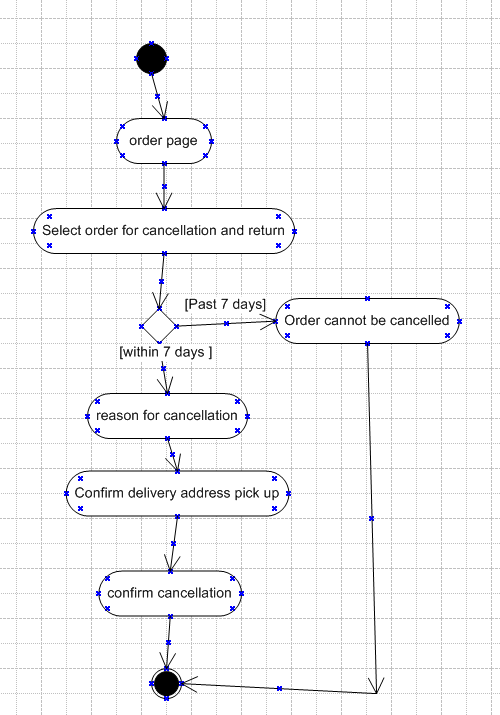 order page
Select order for cancellation and return
[Past 7 days]
Order cannot be cancelled
[within 7 days ]
reason for cancellation
Confirm delivery address pick up
confirm cancellation